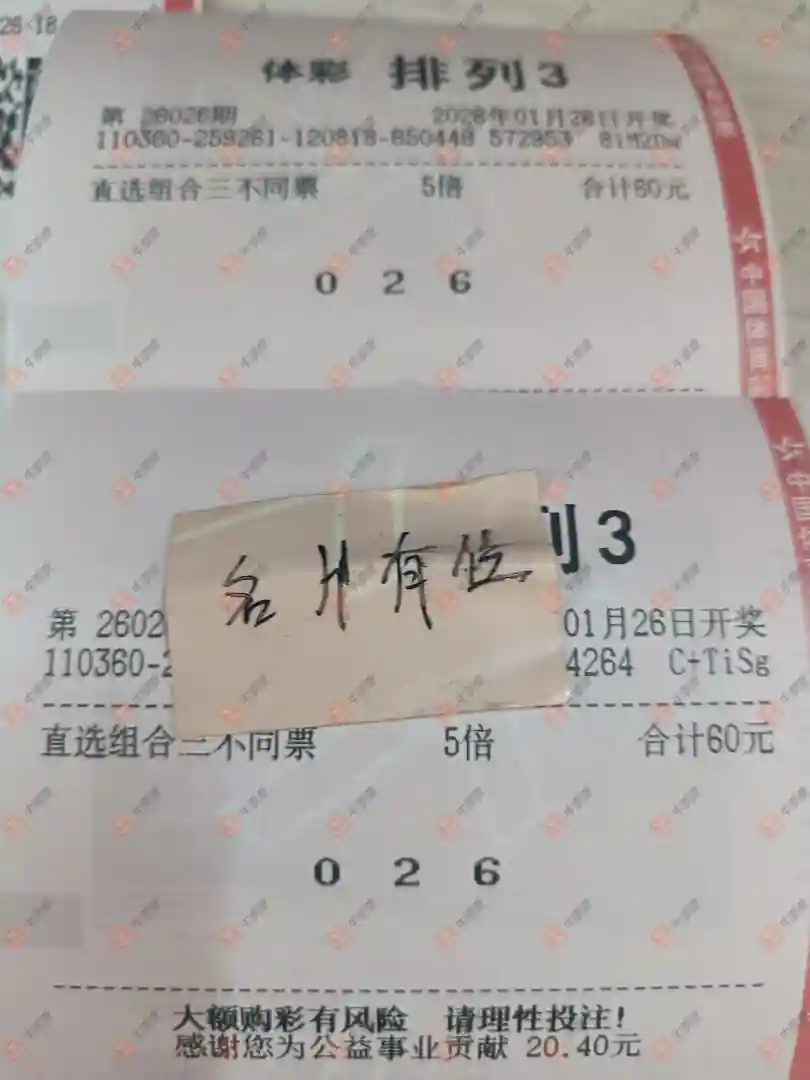 体彩 排列3
第 26026期 2026年01月26日开奖
110360-259261-120818-650448 572953
直选组合三不同票 5倍 合计60元
0 2 6
中国体育
列3
名片有位
第 2602 01月26日开奖
110360-2 4264 C+TiSg
直选组合三不同票 5倍 合计60元
0 2 6
大额购彩有风险 请理性投注!
感谢您为公益事业贡献 20.40元